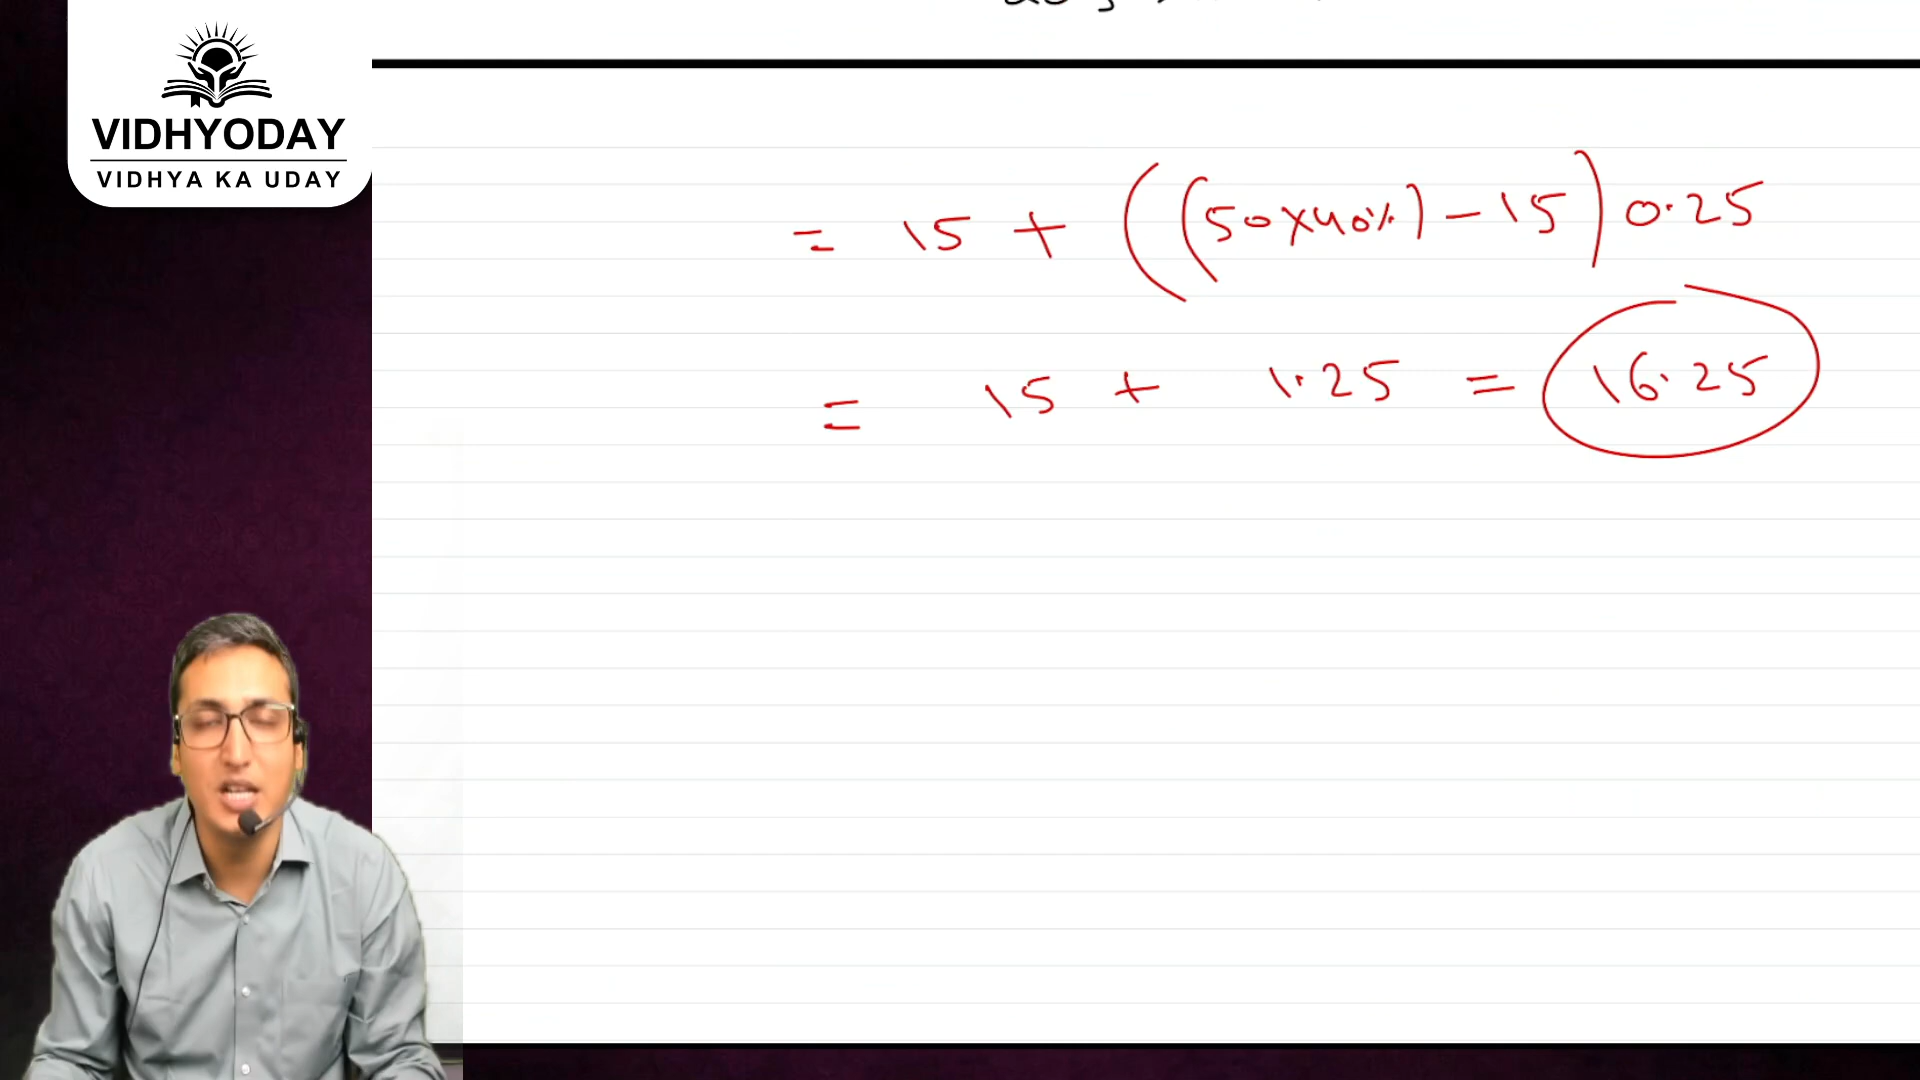 VIDHYODAY
VIDHYA KA UDAY
= 15 + ((50×40%) - 15) 0.25
= 15 + 1.25 = 16.25